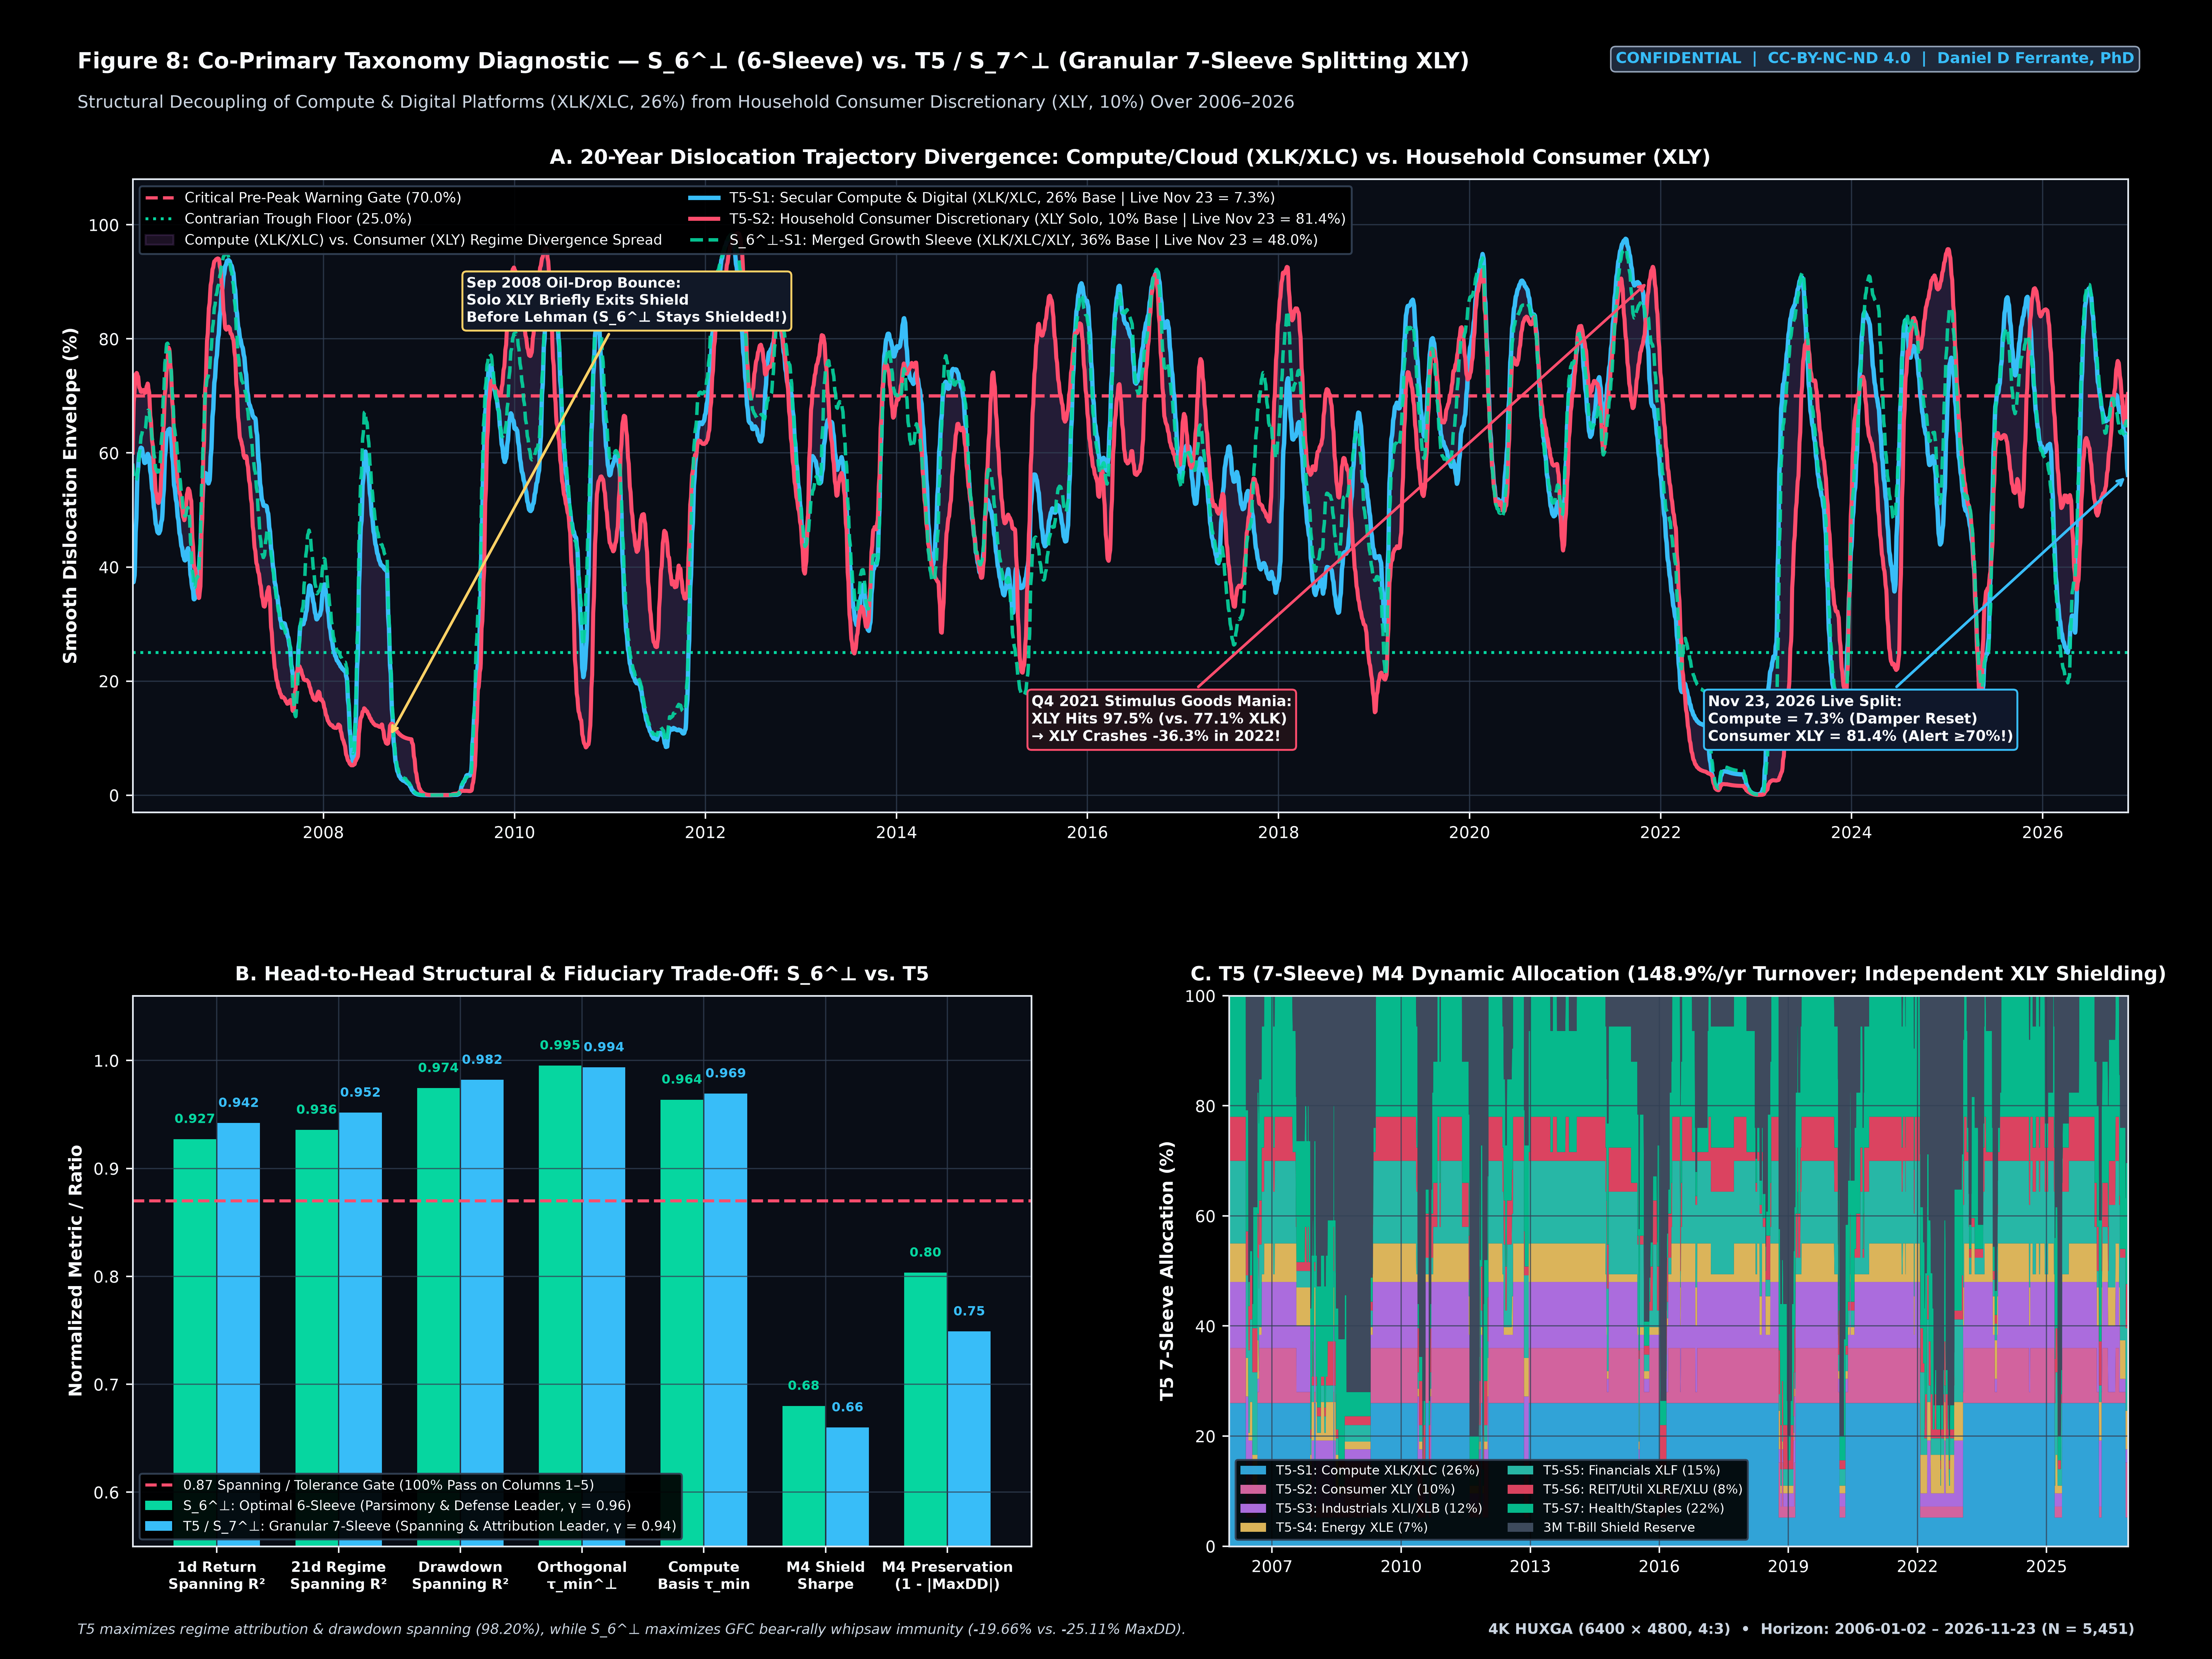 Figure 8: Co-Primary Taxonomy Diagnostic — S_6^⊥ (6-Sleeve) vs. T5 / S_7^⊥ (Granular 7-Sleeve Splitting XLY)
CONFIDENTIAL | CC-BY-NC-ND 4.0 | Daniel D Ferrante, PhD
Structural Decoupling of Compute & Digital Platforms (XLK/XLC, 26%) from Household Consumer Discretionary (XLY, 10%) Over 2006–2026
A. 20-Year Dislocation Trajectory Divergence: Compute/Cloud (XLK/XLC) vs. Household Consumer (XLY)
Smooth Dislocation Envelope (%)
100
80
60
40
20
0
Critical Pre-Peak Warning Gate (70.0%)
Contrarian Trough Floor (25.0%)
Compute (XLK/XLC) vs. Consumer (XLY) Regime Divergence Spread
T5-S1: Secular Compute & Digital (XLK/XLC, 26% Base | Live Nov 23 = 7.3%)
T5-S2: Household Consumer Discretionary (XLY Solo, 10% Base | Live Nov 23 = 81.4%)
S_6^⊥-S1: Merged Growth Sleeve (XLK/XLC/XLY, 36% Base | Live Nov 23 = 48.0%)
Sep 2008 Oil-Drop Bounce:
Solo XLY Briefly Exits Shield
Before Lehman (S_6^⊥ Stays Shielded!)
Q4 2021 Stimulus Goods Mania:
XLY Hits 97.5% (vs. 77.1% XLK)
→ XLY Crashes -36.3% in 2022!
Nov 23, 2026 Live Split:
Compute = 7.3% (Damper Reset)
Consumer XLY = 81.4% (Alert ≥70%!)
2008 2010 2012 2014 2016 2018 2020 2022 2024 2026
B. Head-to-Head Structural & Fiduciary Trade-Off: S_6^⊥ vs. T5
Normalized Metric / Ratio
1.0
0.9
0.8
0.7
0.6
0.927 0.942 0.936 0.952 0.974 0.982 0.995 0.994 0.964 0.969 0.68 0.66 0.80 0.75
0.87 Spanning / Tolerance Gate (100% Pass on Columns 1–5)
S_6^⊥: Optimal 6-Sleeve (Parsimony & Defense Leader, γ = 0.96)
T5 / S_7^⊥: Granular 7-Sleeve (Spanning & Attribution Leader, γ = 0.94)
1d Return
Spanning R²
21d Regime
Spanning R²
Drawdown
Spanning R²
Orthogonal
τ_min^⊥
Compute
Basis τ_min
M4 Shield
Sharpe
M4 Preservation
(1 - |MaxDD|)
C. T5 (7-Sleeve) M4 Dynamic Allocation (148.9%/yr Turnover; Independent XLY Shielding)
T5 7-Sleeve Allocation (%)
100
80
60
40
20
0
T5-S1: Compute XLK/XLC (26%)
T5-S2: Consumer XLY (10%)
T5-S3: Industrials XLI/XLB (12%)
T5-S4: Energy XLE (7%)
T5-S5: Financials XLF (15%)
T5-S6: REIT/Util XLRE/XLU (8%)
T5-S7: Health/Staples (22%)
3M T-Bill Shield Reserve
2007 2010 2013 2016 2019 2022 2025
T5 maximizes regime attribution & drawdown spanning (98.20%), while S_6^⊥ maximizes GFC bear-rally whipsaw immunity (-19.66% vs. -25.11% MaxDD).
4K HUXGA (6400 × 4800, 4:3) • Horizon: 2006-01-02 – 2026-11-23 (N = 5,451)